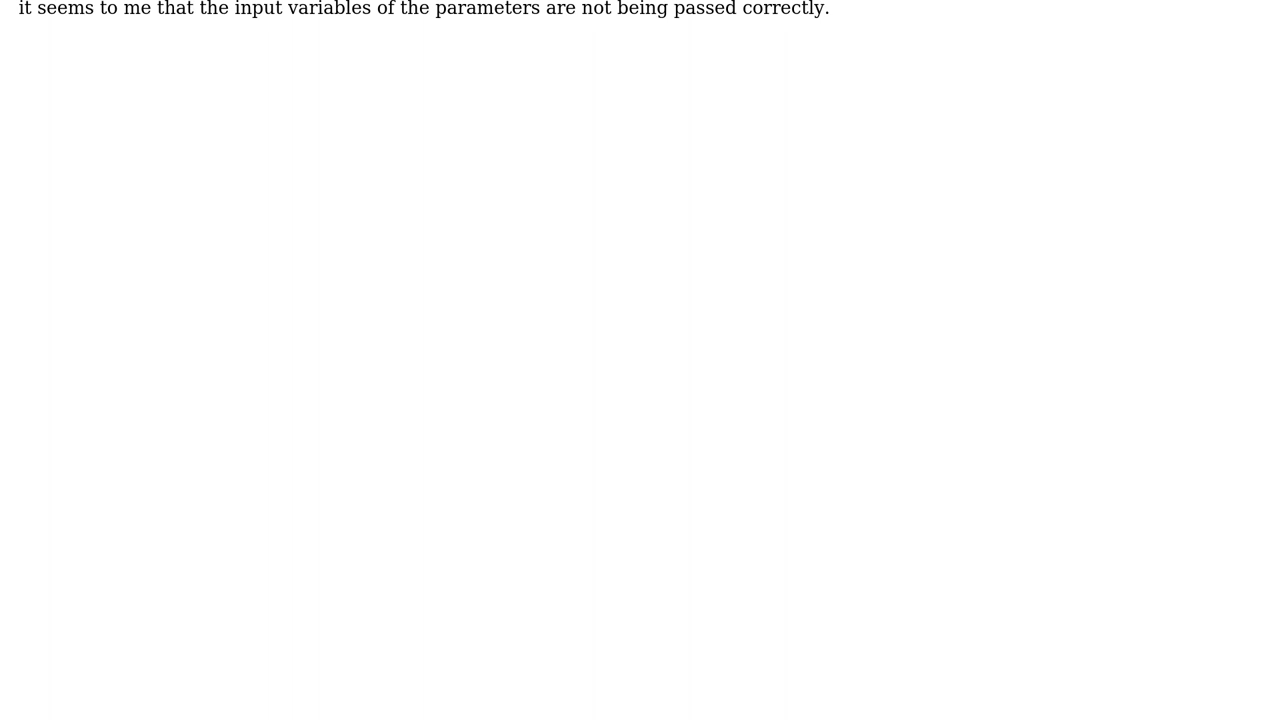 it seems to me that the input variables of the parameters are not being passed correctly.